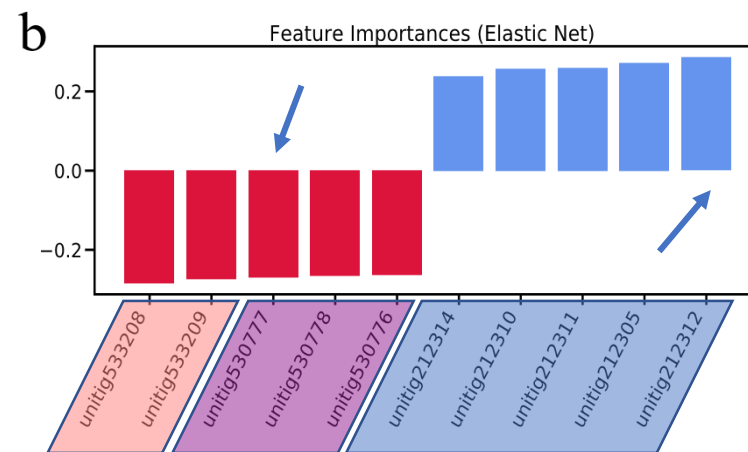 b
Feature Importances (Elastic Net)
0.2
0.0
−0.2
unitig533208
unitig533209
unitig530777
unitig530778
unitig530776
unitig212314
unitig212310
unitig212311
unitig212305
unitig212312